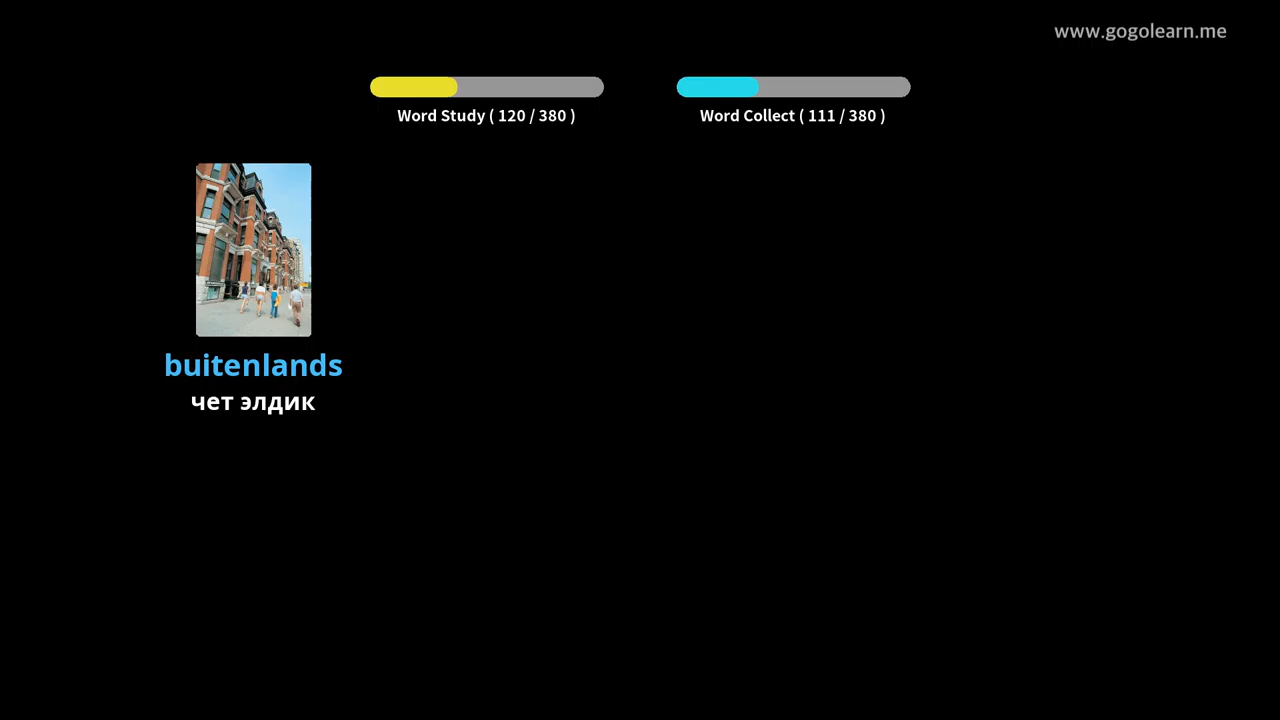 www.gogolearn.me
Word Study ( 120 / 380 )
Word Collect ( 111 / 380 )
buitenlands
чет элдик